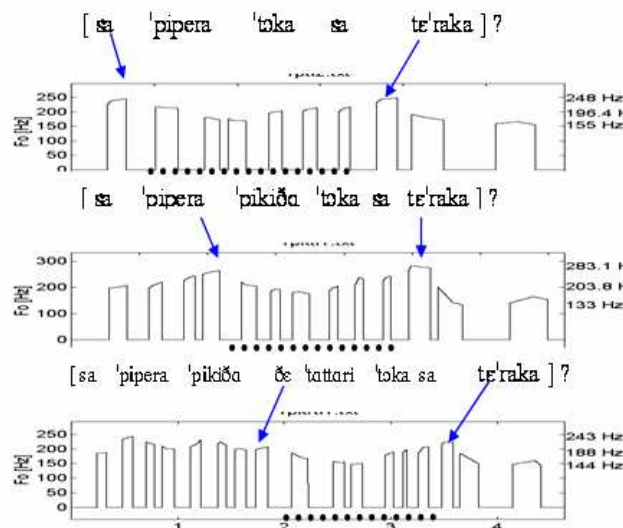 [ sa ˈpipera ˈtɔka sa tɛˈraka ] ?
250
200
150
100
50
0
Fo [Hz]
248 Hz
196.4 Hz
155 Hz
[ sa ˈpipera ˈpikiðɑ ˈtɔka sa tɛˈraka ] ?
300
200
100
0
Fo [Hz]
283.1 Hz
203.8 Hz
133 Hz
[ sa ˈpipera ˈpikiðɑ ðɛ ˈtɑttɑri ˈtɔka sa tɛˈraka ] ?
250
200
150
100
50
0
Fo [Hz]
243 Hz
188 Hz
144 Hz
1 2 3 4